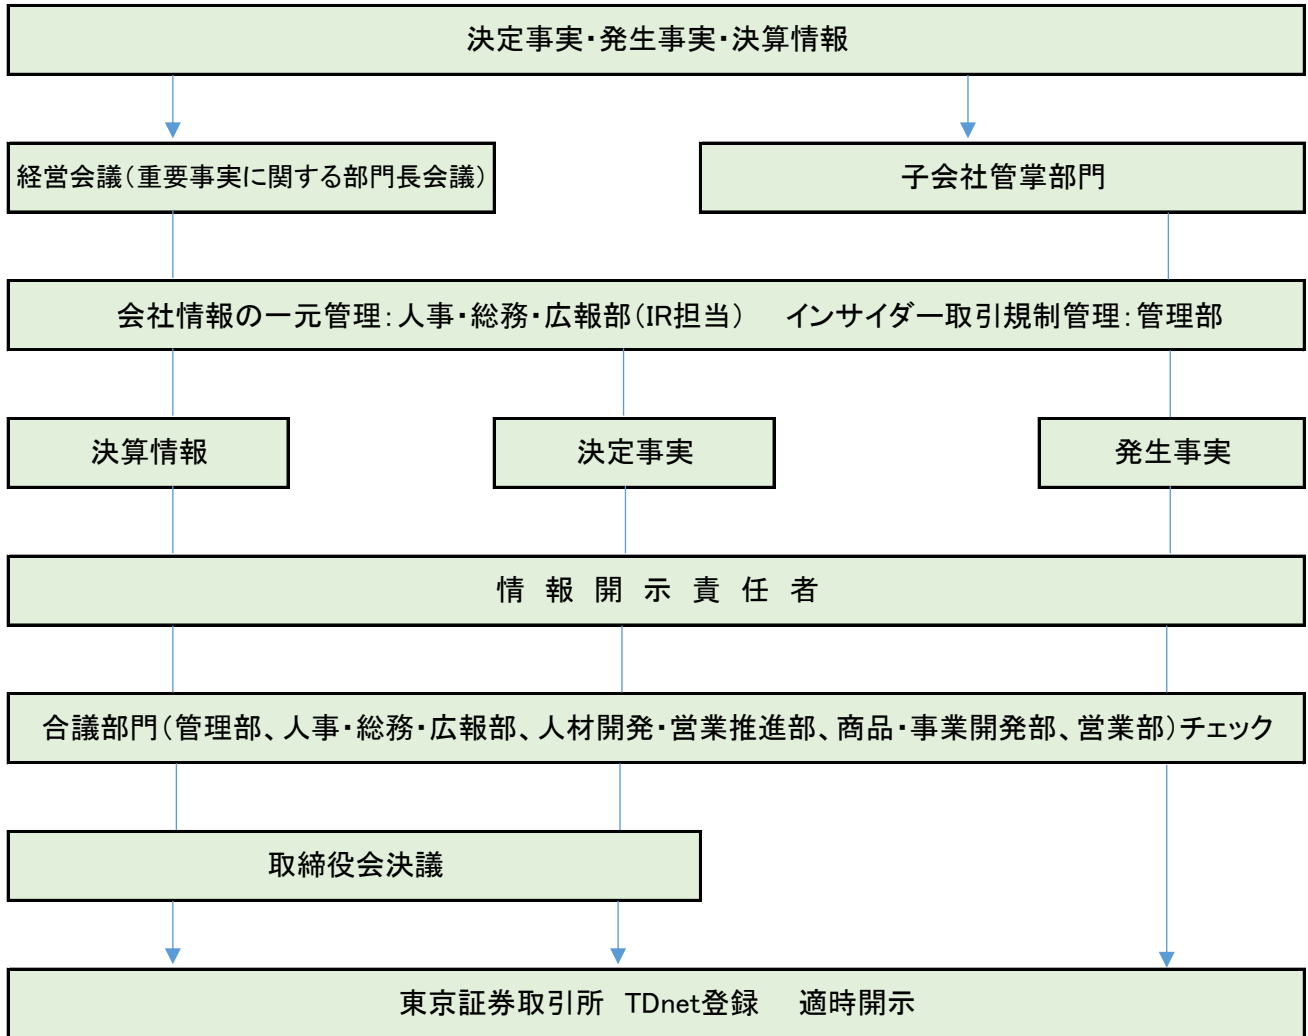 決定事実・発生事実・決算情報
経営会議(重要事実に関する部門長会議)
子会社管掌部門
会社情報の一元管理:人事・総務・広報部(IR担当) インサイダー取引規制管理:管理部
決算情報
決定事実
発生事実
情 報 開 示 責 任 者
合議部門(管理部、人事・総務・広報部、人材開発・営業推進部、商品・事業開発部、営業部)チェック
取締役会決議
東京証券取引所 TDnet登録 適時開示